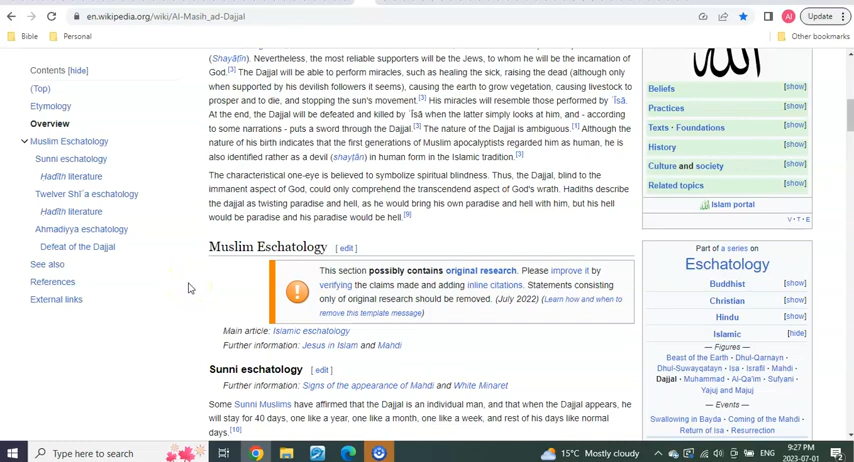 en.wikipedia.org/wiki/Al-Masih_ad-Dajjal
AI
Update
Bible
Personal
Other bookmarks
Contents [hide]
(Top)
Etymology
Overview
Muslim Eschatology
Sunni eschatology
Hadīth literature
Twelver Shīʿa eschatology
Hadīth literature
Ahmadiyya eschatology
Defeat of the Dajjal
See also
References
External links
(Shayāṭīn). Nevertheless, the most reliable supporters will be the Jews, to whom he will be the incarnation of
God.[3] The Dajjal will be able to perform miracles, such as healing the sick, raising the dead (although only
when supported by his devilish followers it seems), causing the earth to grow vegetation, causing livestock to
prosper and to die, and stopping the sun's movement.[3] His miracles will resemble those performed by ʿĪsā.
At the end, the Dajjal will be defeated and killed by ʿĪsā when the latter simply looks at him, and - according
to some narrations - puts a sword through the Dajjal.[3] The nature of the Dajjal is ambiguous.[1] Although the
nature of his birth indicates that the first generations of Muslim apocalyptists regarded him as human, he is
also identified rather as a devil (shayṭān) in human form in the Islamic tradition.[3]
The characteristical one-eye is believed to symbolize spiritual blindness. Thus, the Dajjal, blind to the
immanent aspect of God, could only comprehend the transcendend aspect of God's wrath. Hadiths describe
the dajjal as twisting paradise and hell, as he would bring his own paradise and hell with him, but his hell
would be paradise and his paradise would be hell.[9]
Muslim Eschatology [ edit ]
This section possibly contains original research. Please improve it by
verifying the claims made and adding inline citations. Statements consisting
only of original research should be removed. (July 2022) (Learn how and when to
remove this template message)
Main article: Islamic eschatology
Further information: Jesus in Islam and Mahdi
Sunni eschatology [ edit ]
Further information: Signs of the appearance of Mahdi and White Minaret
Some Sunni Muslims have affirmed that the Dajjal is an individual man, and that when the Dajjal appears, he
will stay for 40 days, one like a year, one like a month, one like a week, and rest of his days like normal
days.[10]
Beliefs [show]
Practices [show]
Texts · Foundations [show]
History [show]
Culture and society [show]
Related topics [show]
Islam portal
V · T · E
Part of a series on
Eschatology
Buddhist [show]
Christian [show]
Hindu [show]
Islamic [hide]
— Figures —
Beast of the Earth · Dhul-Qarnayn ·
Dhul-Suwayqatayn · Isa · Israfil · Mahdi ·
Dajjal · Muhammad · Al-Qa'im · Sufyani ·
Yajuj and Majuj
— Events —
Swallowing in Bayda · Coming of the Mahdi ·
Return of Isa · Resurrection
Type here to search
15°C Mostly cloudy
ENG
9:27 PM
2023-07-01
2